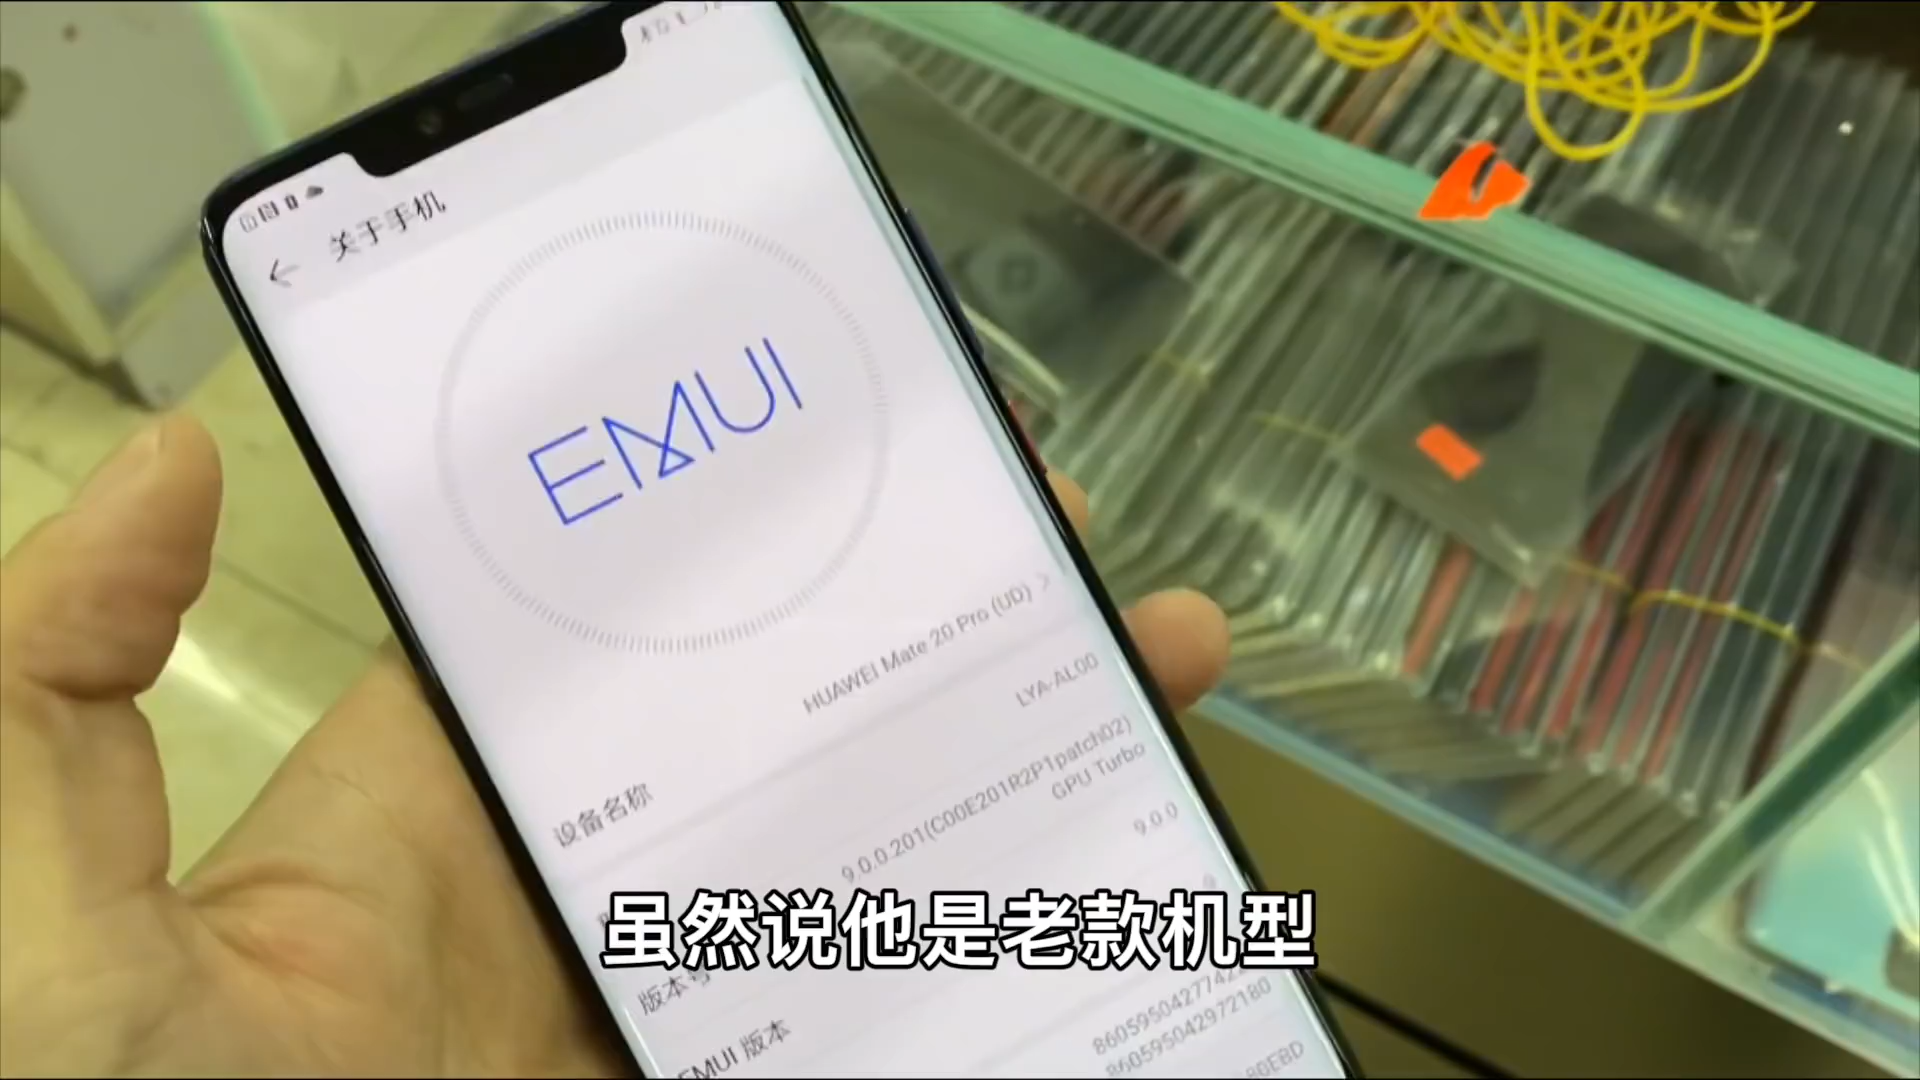 关于手机
EMUI
HUAWEI Mate 20 Pro (UD)
设备名称
LYA-AL00
9.0.0.201(C00E201R2P1patch02)
GPU Turbo
版本号
9.0.0
EMUI 版本
9
虽然说他是老款机型
860595042972180